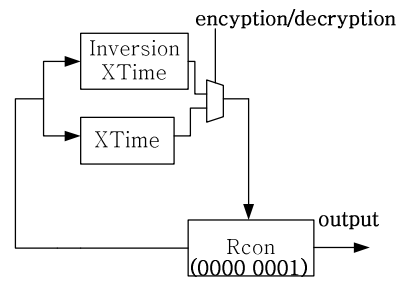 encyption/decryption
Inversion
XTime
XTime
output
Rcon
(0000 0001)